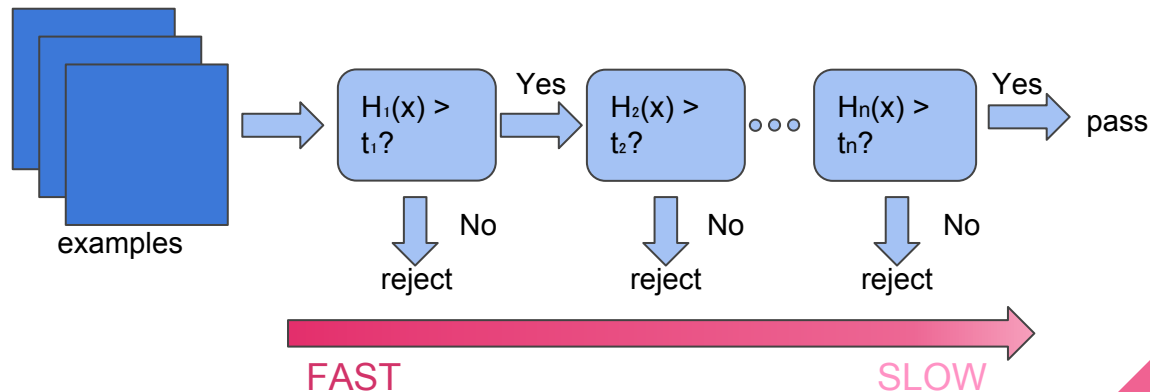 examples
H₁(x) >
t₁?
Yes
H₂(x) >
t₂?
Hn(x) >
tn?
Yes
pass
No
reject
No
reject
No
reject
FAST
SLOW